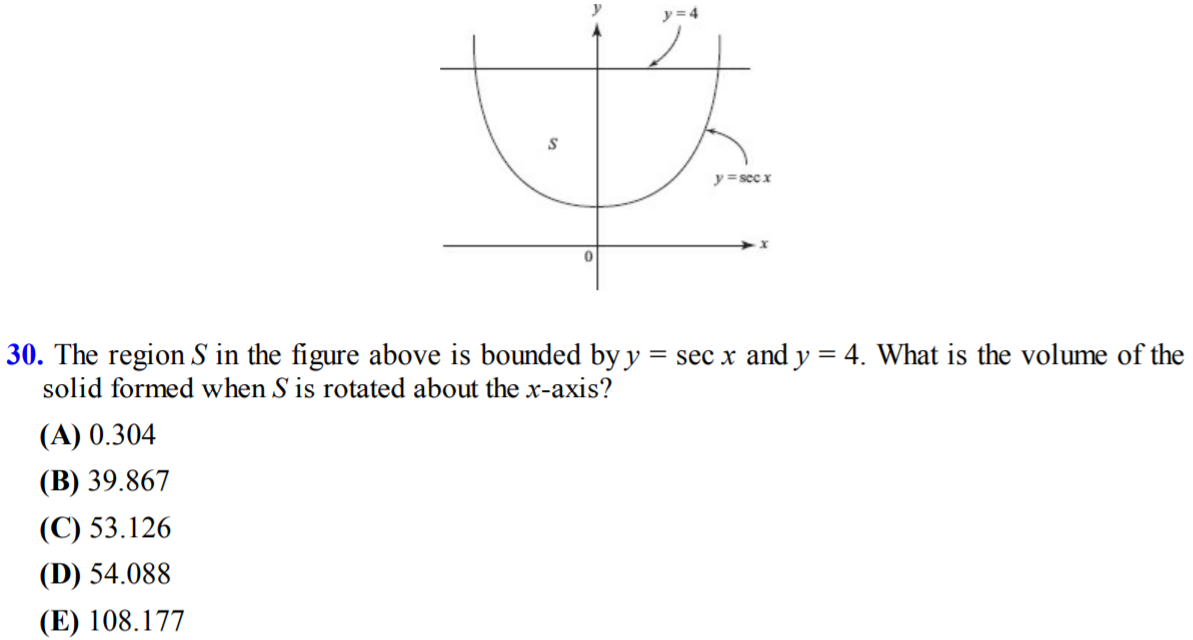 y
y = 4
S
y = sec x
x
0
30. The region S in the figure above is bounded by y = sec x and y = 4. What is the volume of the
solid formed when S is rotated about the x-axis?
(A) 0.304
(B) 39.867
(C) 53.126
(D) 54.088
(E) 108.177